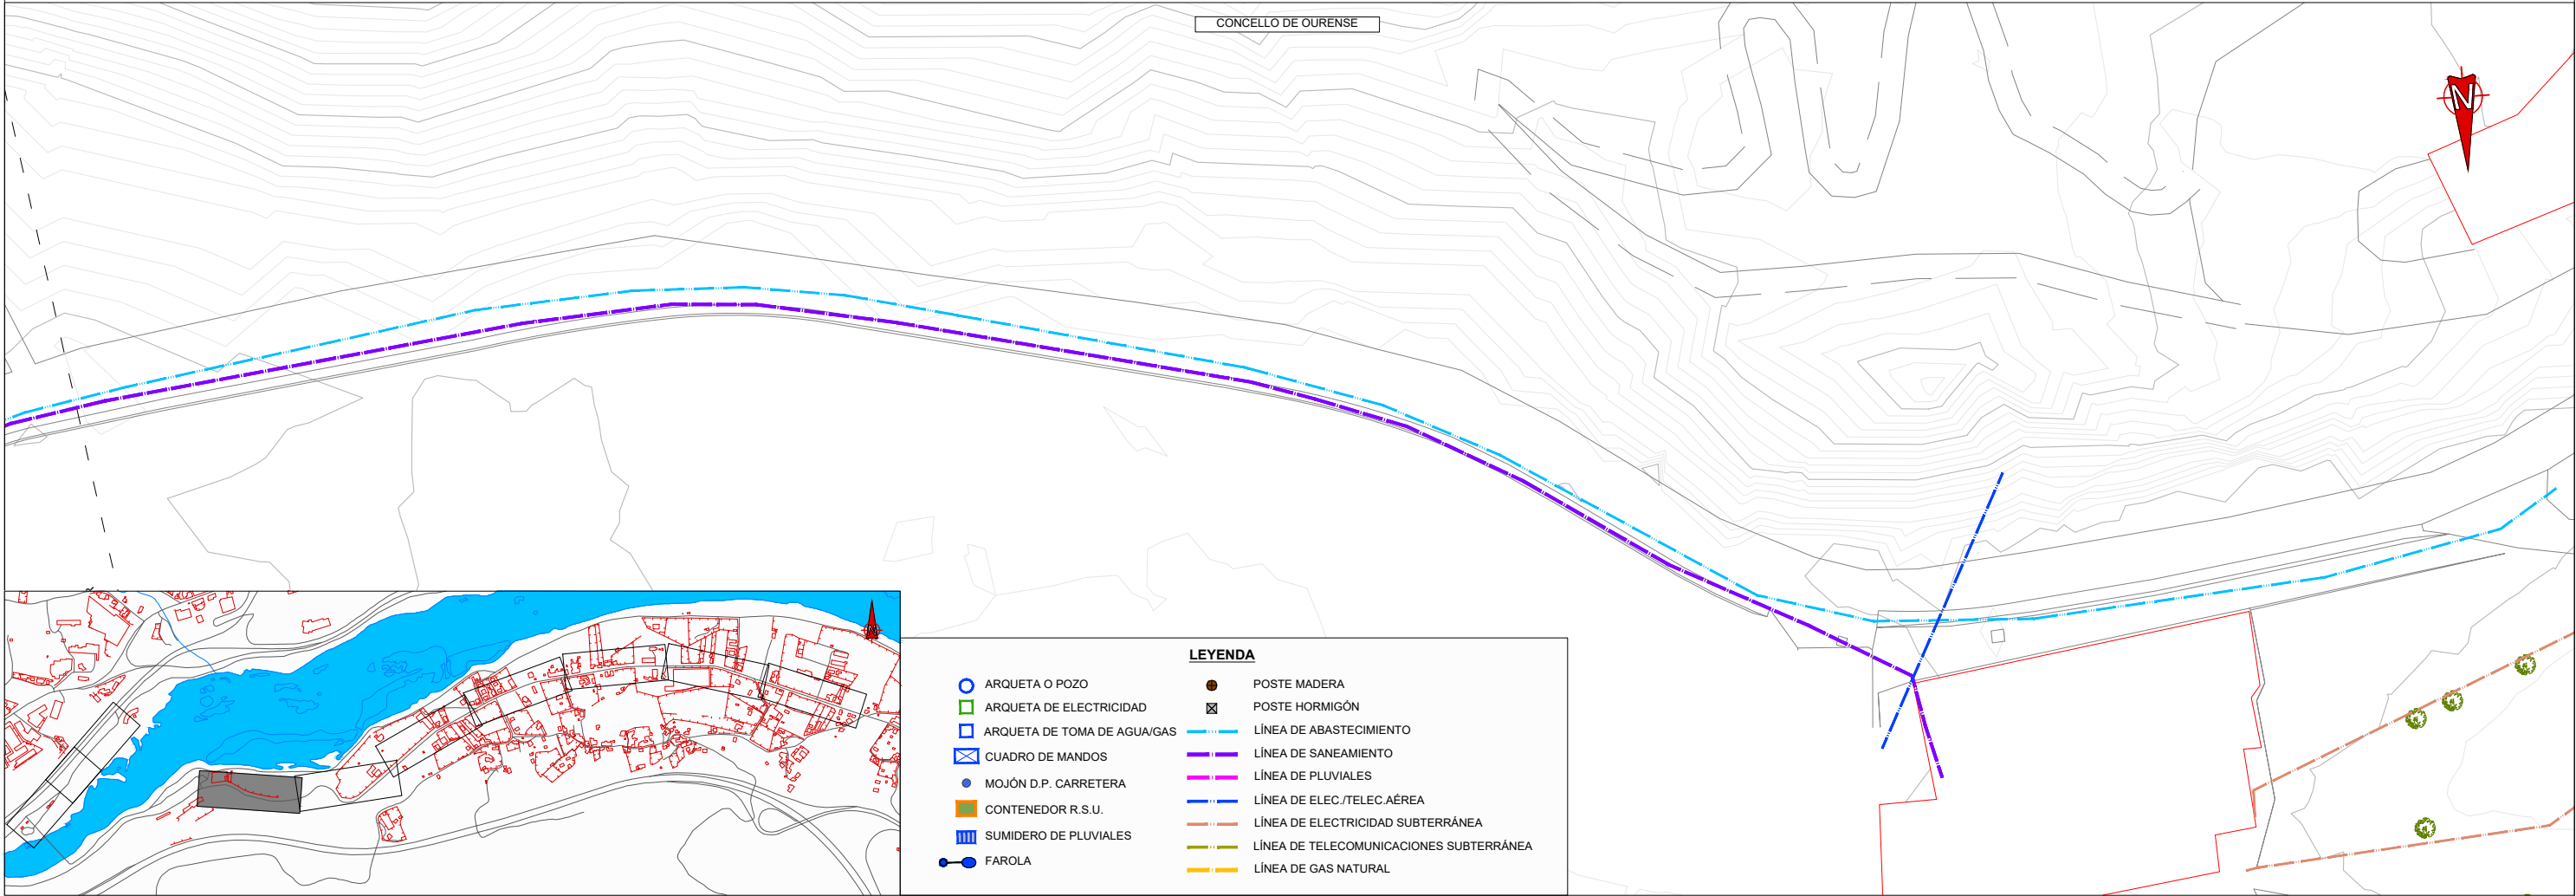 CONCELLO DE OURENSE
N
N
LEYENDA
ARQUETA O POZO
ARQUETA DE ELECTRICIDAD
ARQUETA DE TOMA DE AGUA/GAS
CUADRO DE MANDOS
MOJÓN D.P. CARRETERA
CONTENEDOR R.S.U.
SUMIDERO DE PLUVIALES
FAROLA
POSTE MADERA
POSTE HORMIGÓN
LÍNEA DE ABASTECIMIENTO
LÍNEA DE SANEAMIENTO
LÍNEA DE PLUVIALES
LÍNEA DE ELEC./TELEC.AÉREA
LÍNEA DE ELECTRICIDAD SUBTERRÁNEA
LÍNEA DE TELECOMUNICACIONES SUBTERRÁNEA
LÍNEA DE GAS NATURAL